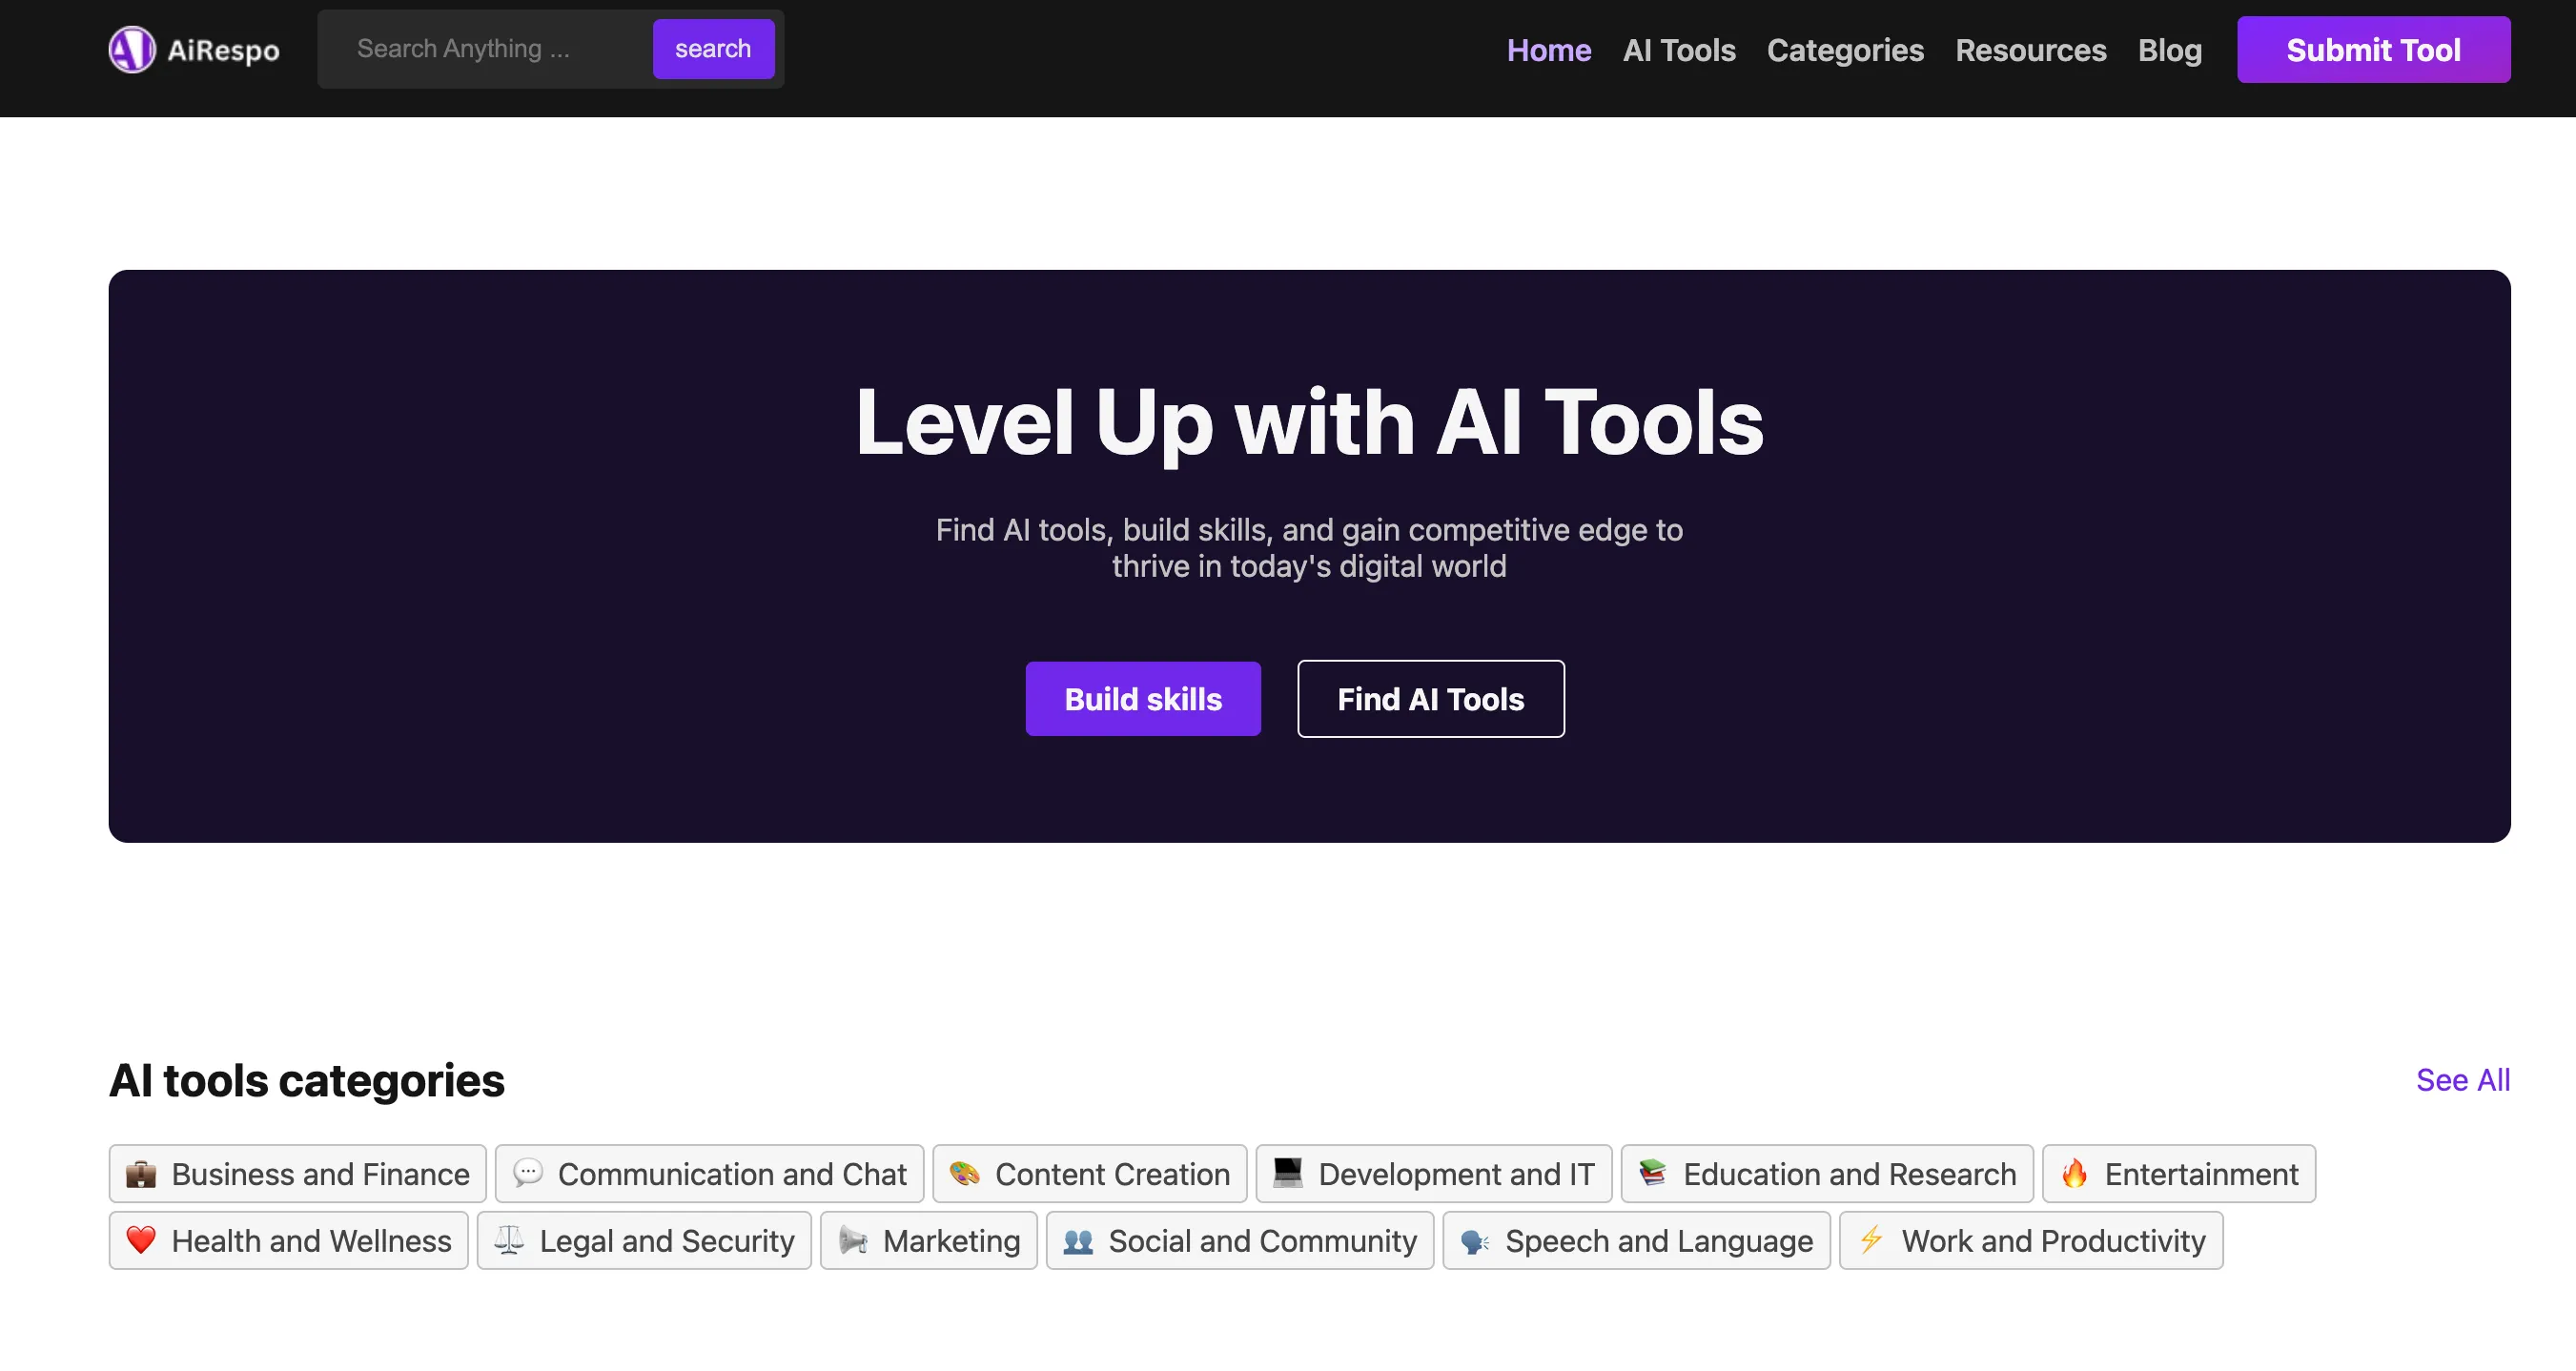 AiRespo
Search Anything ...
search
Home
AI Tools
Categories
Resources
Blog
Submit Tool
Level Up with AI Tools
Find AI tools, build skills, and gain competitive edge to
thrive in today's digital world
Build skills
Find AI Tools
AI tools categories
See All
Business and Finance
Communication and Chat
Content Creation
Development and IT
Education and Research
Entertainment
Health and Wellness
Legal and Security
Marketing
Social and Community
Speech and Language
Work and Productivity